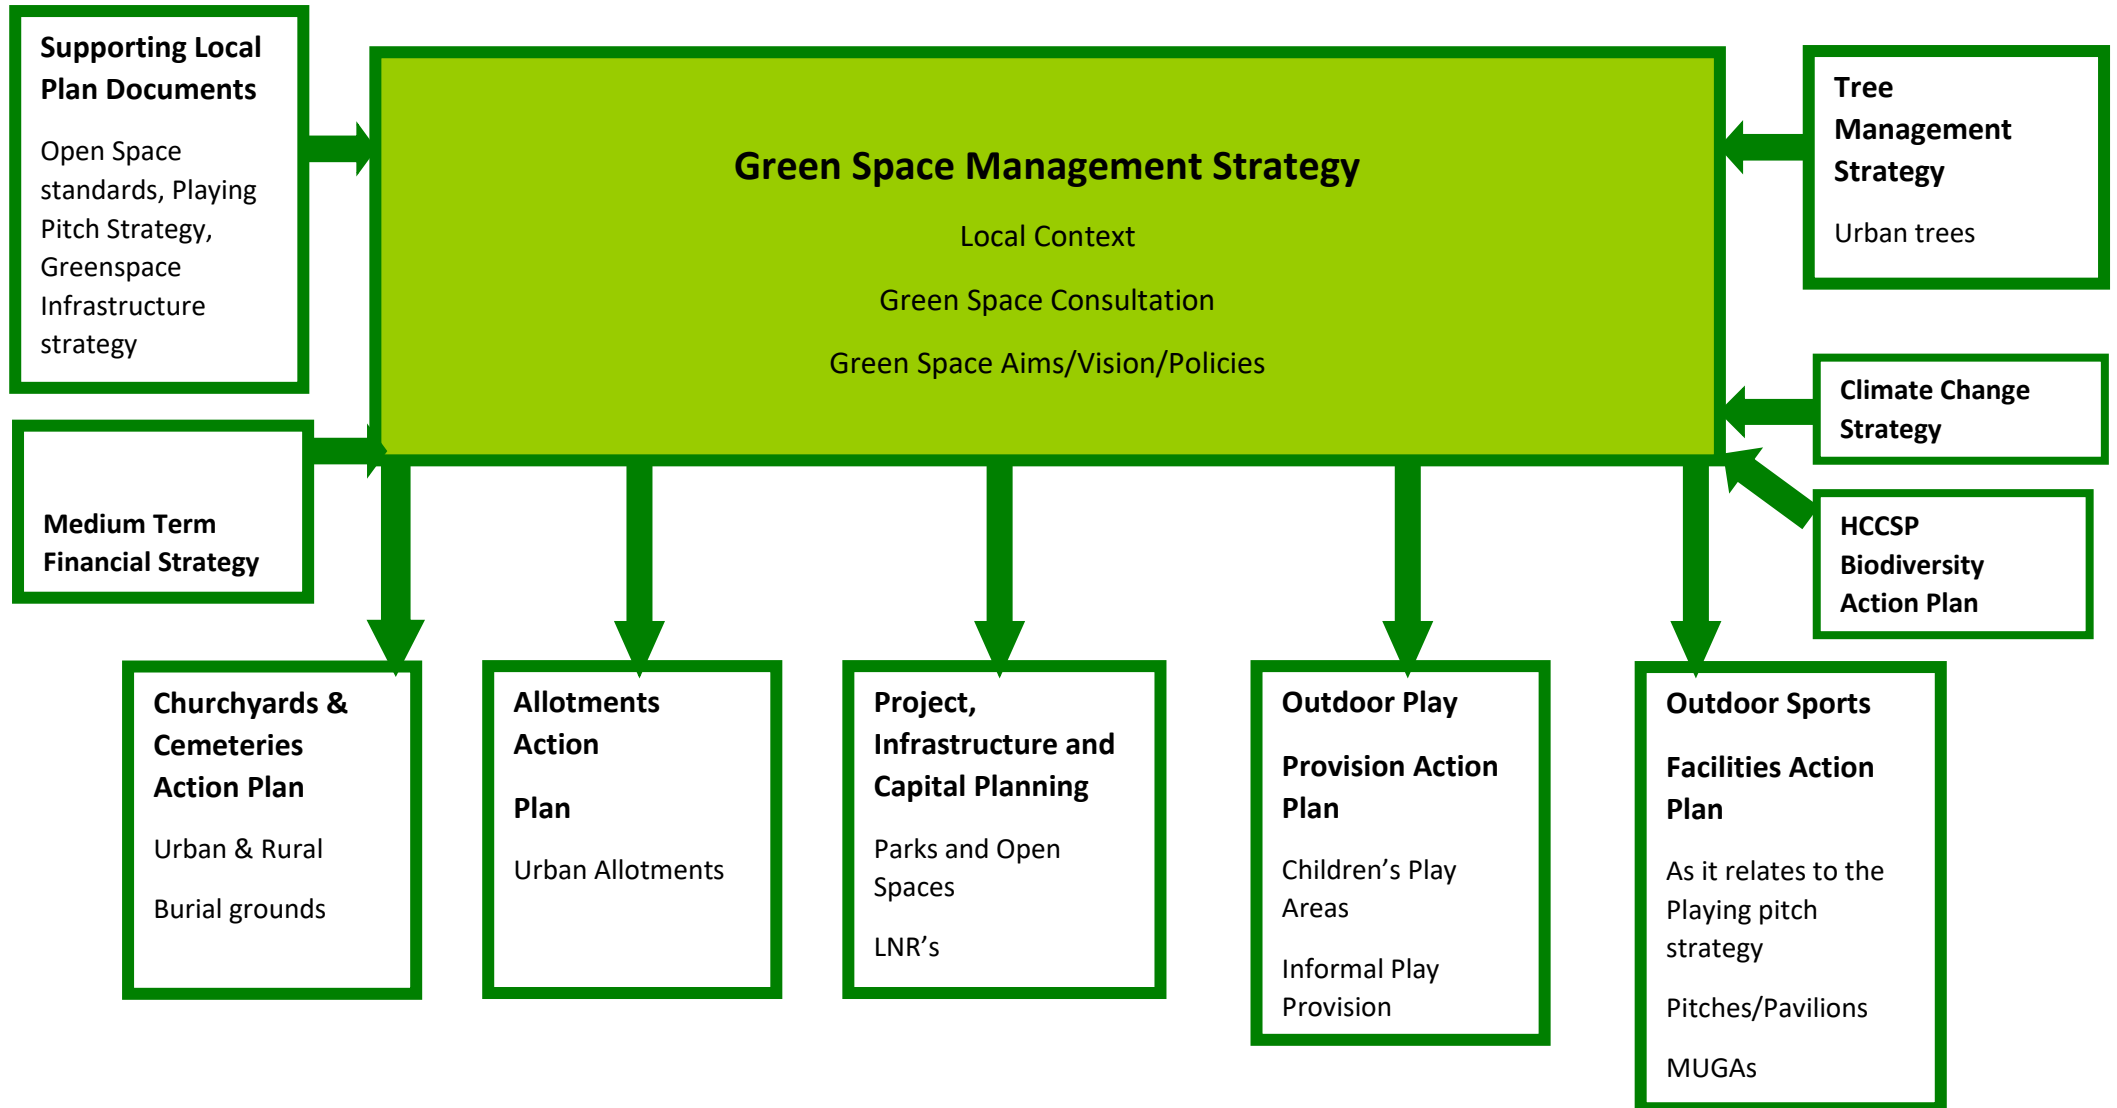 Supporting Local
Plan Documents
Open Space
standards, Playing
Pitch Strategy,
Greenspace
Infrastructure
strategy
Green Space Management Strategy
Local Context
Green Space Consultation
Green Space Aims/Vision/Policies
Tree
Management
Strategy
Urban trees
Medium Term
Financial Strategy
Climate Change
Strategy
HCCSP
Biodiversity
Action Plan
Churchyards &
Cemeteries
Action Plan
Urban & Rural
Burial grounds
Allotments
Action
Plan
Urban Allotments
Project,
Infrastructure and
Capital Planning
Parks and Open
Spaces
LNR’s
Outdoor Play
Provision Action
Plan
Children’s Play
Areas
Informal Play
Provision
Outdoor Sports
Facilities Action
Plan
As it relates to the
Playing pitch
strategy
Pitches/Pavilions
MUGAs